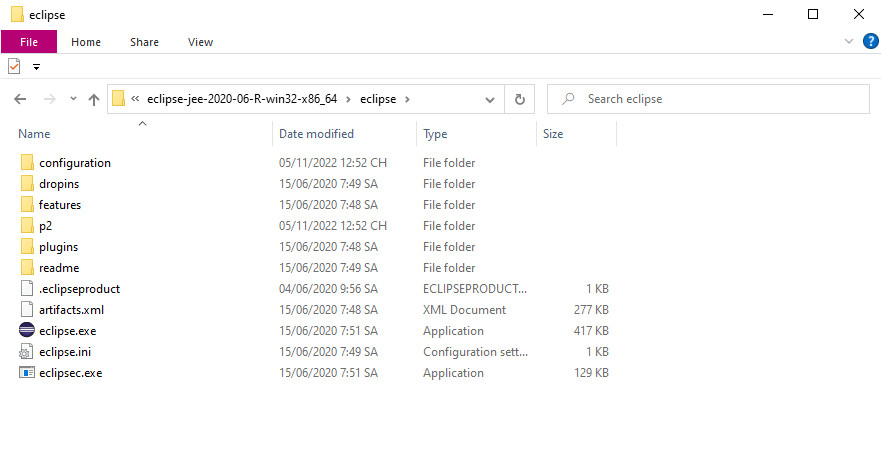 eclipse
File Home Share View
eclipse-jee-2020-06-R-win32-x86_64 eclipse Search eclipse
Name Date modified Type Size
configuration 05/11/2022 12:52 CH File folder
dropins 15/06/2020 7:49 SA File folder
features 15/06/2020 7:48 SA File folder
p2 05/11/2022 12:52 CH File folder
plugins 15/06/2020 7:48 SA File folder
readme 15/06/2020 7:49 SA File folder
.eclipseproduct 04/06/2020 9:56 SA ECLIPSEPRODUCT... 1 KB
artifacts.xml 15/06/2020 7:48 SA XML Document 277 KB
eclipse.exe 15/06/2020 7:51 SA Application 417 KB
eclipse.ini 15/06/2020 7:49 SA Configuration sett... 1 KB
eclipsec.exe 15/06/2020 7:51 SA Application 129 KB